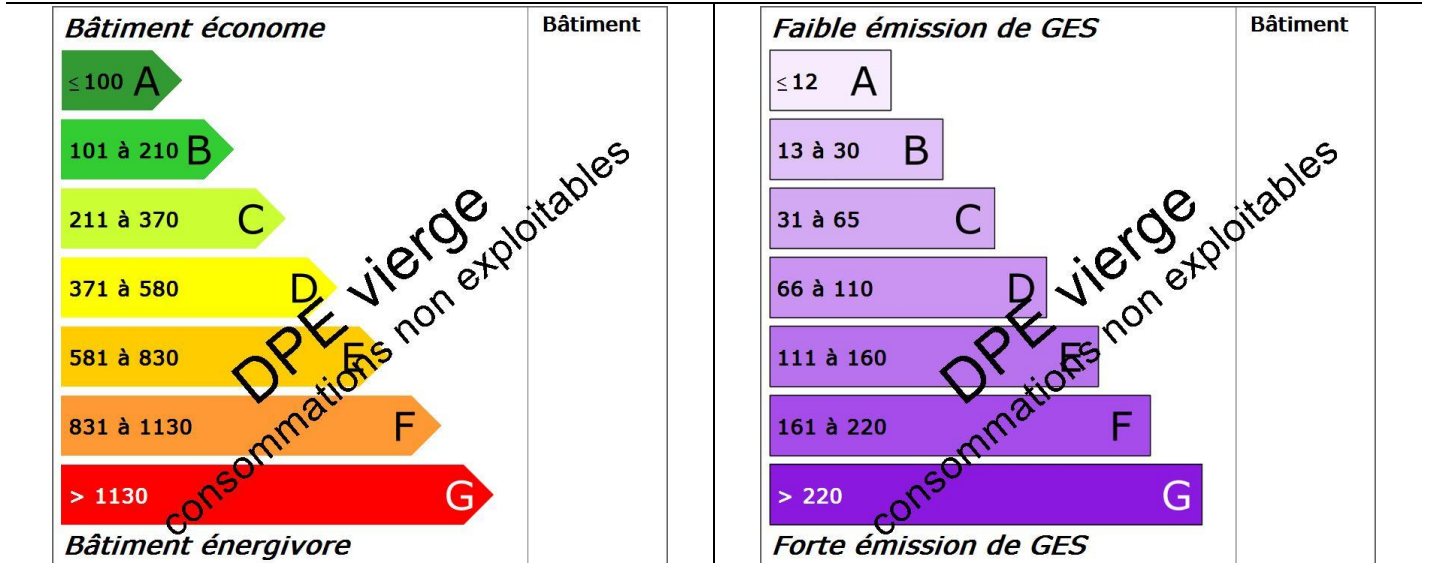 Bâtiment économe
Bâtiment
≤ 100 A
101 à 210 B
211 à 370 C
371 à 580 D
581 à 830 E
831 à 1130 F
> 1130 G
Bâtiment énergivore
DPE vierge
consommations non exploitables
Faible émission de GES
Bâtiment
≤ 12 A
13 à 30 B
31 à 65 C
66 à 110 D
111 à 160 E
161 à 220 F
> 220 G
Forte émission de GES
DPE vierge
consommations non exploitables